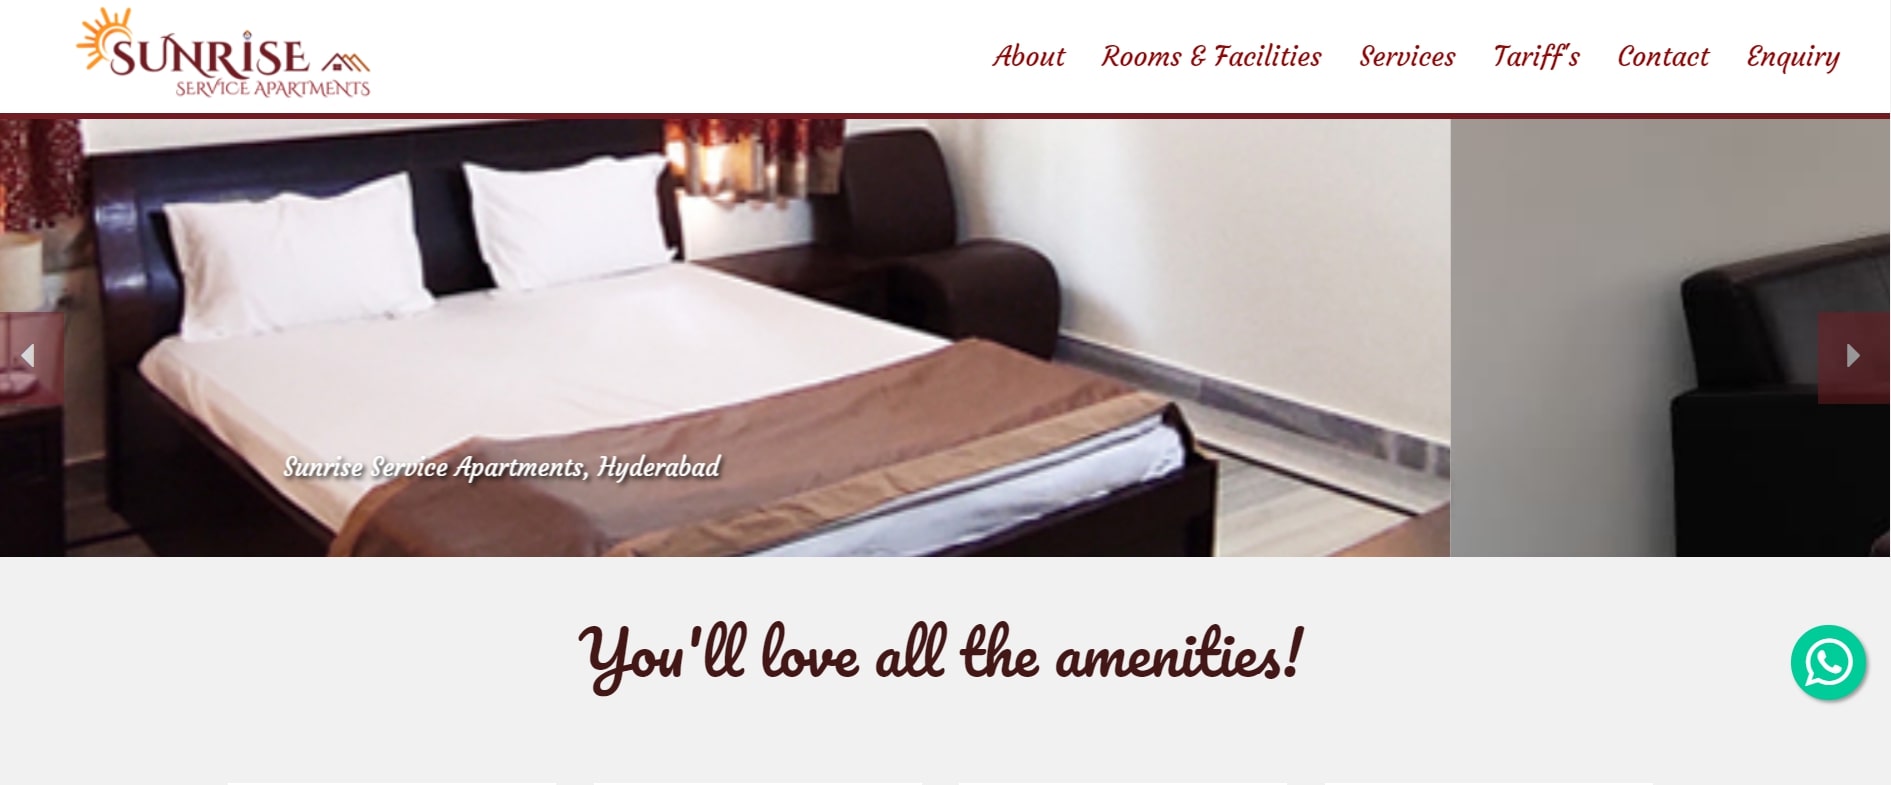 SUNRISE
SERVICE APARTMENTS
About Rooms & Facilities Services Tariff's Contact Enquiry
Sunrise Service Apartments, Hyderabad
You'll love all the amenities!